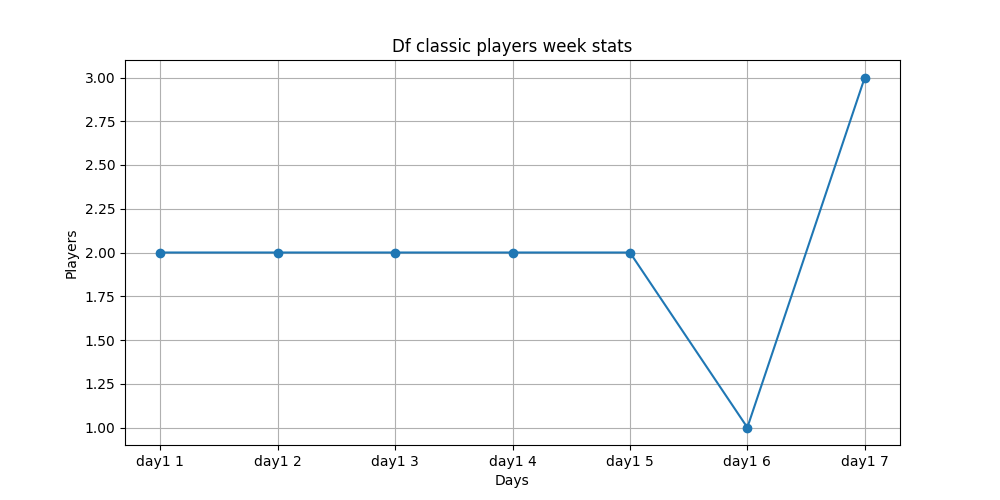 Df classic players week stats
3.00
2.75
2.50
2.25
2.00
1.75
1.50
1.25
1.00
Players
day1 1 day1 2 day1 3 day1 4 day1 5 day1 6 day1 7
Days